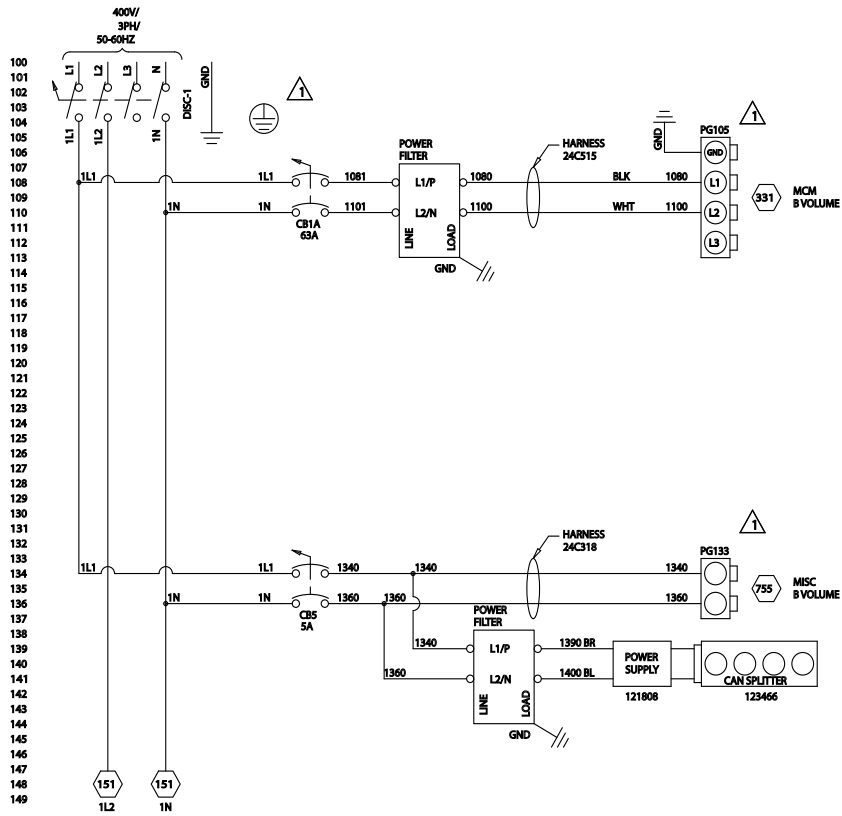 400V/
3PH/
50-60HZ
100
101
102
103
104
105
106
107
108
109
110
111
112
113
114
115
116
117
118
119
120
121
122
123
124
125
126
127
128
129
130
131
132
133
134
135
136
137
138
139
140
141
142
143
144
145
146
147
148
149
L1
L2
L3
N
GND
DISC-1
1L1
1L2
1N
1
1L1
1L1
1081
1N
1N
1101
CB1A
63A
POWER
FILTER
L1/P
L2/N
LINE
LOAD
GND
1080
1100
HARNESS
24C515
BLK
1080
WHT
1100
GND
1
PG105
GND
L1
L2
L3
331
MCM
B VOLUME
1L1
1L1
1340
1340
1N
1N
1360
1360
CB5
5A
HARNESS
24C318
1340
1360
1
PG133
755
MISC
B VOLUME
POWER
FILTER
1340
1360
L1/P
L2/N
LINE
LOAD
GND
1390 BR
1400 BL
POWER
SUPPLY
121808
CAN SPLITTER
123466
151
1L2
151
1N